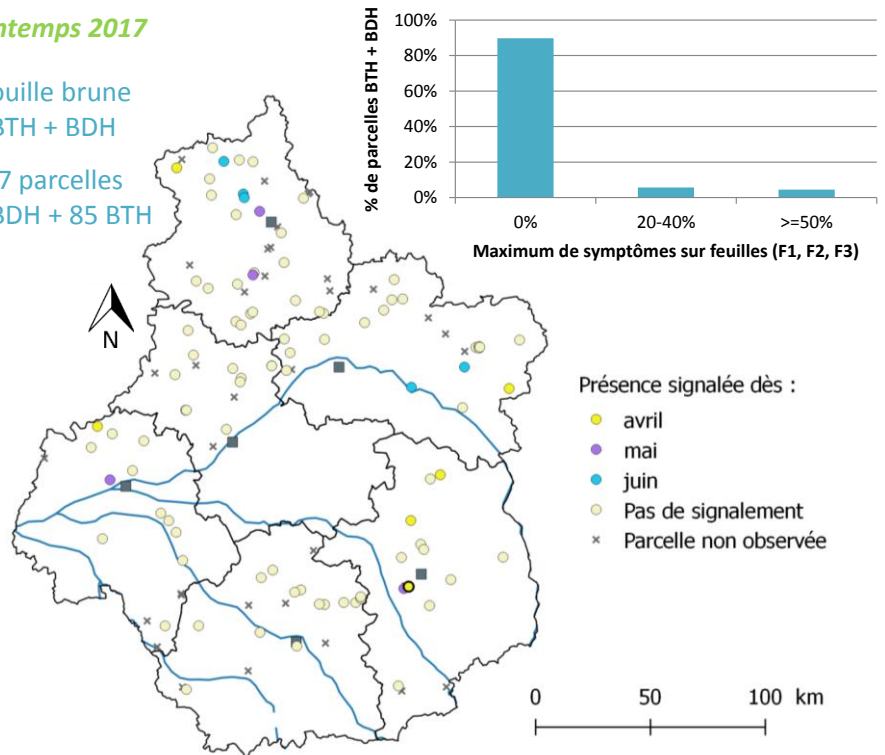 ntemps 2017
ouille brune
BTH + BDH
7 parcelles
BDH + 85 BTH
% de parcelles BTH + BDH
100%
80%
60%
40%
20%
0%
0%
20-40%
>=50%
Maximum de symptômes sur feuilles (F1, F2, F3)
N
Présence signalée dès :
avril
mai
juin
Pas de signalement
Parcelle non observée
0 50 100 km